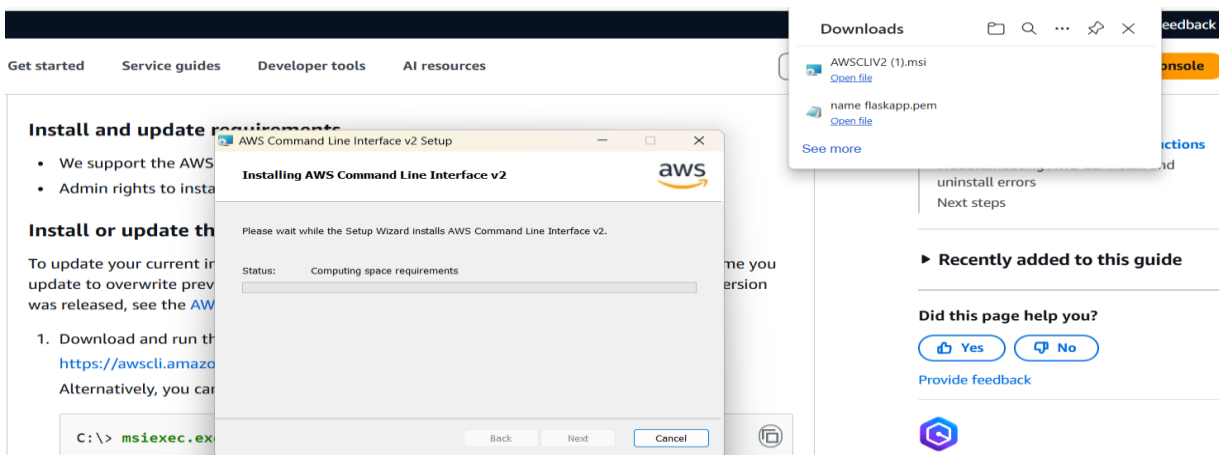 eedback
Get started Service guides Developer tools AI resources
onsole
Downloads
AWSCLIV2 (1).msi
Open file
name flaskapp.pem
Open file
See more
Install and update requirements
We support the AWS
Admin rights to insta
Install or update th
To update your current in
me you
update to overwrite prev
ersion
was released, see the AW
1. Download and run th
https://awscli.amazo
Alternatively, you can
C:\> msiexec.exe
AWS Command Line Interface v2 Setup
Installing AWS Command Line Interface v2
aws
Please wait while the Setup Wizard installs AWS Command Line Interface v2.
Status: Computing space requirements
Back Next Cancel
uctions
nd
uninstall errors
Next steps
Recently added to this guide
Did this page help you?
Yes No
Provide feedback